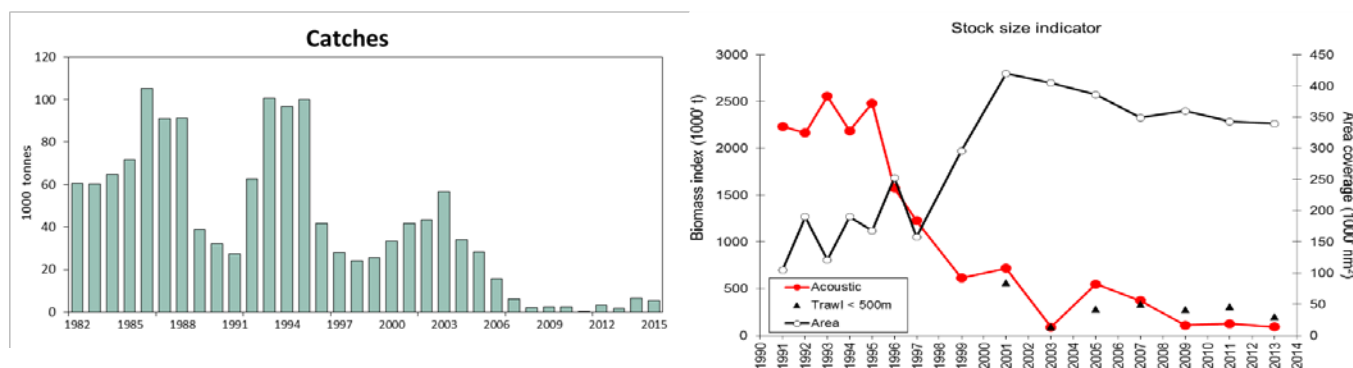 Catches
120
100
80
60
40
20
0
1000 tonnes
1982 1985 1988 1991 1994 1997 2000 2003 2006 2009 2012 2015
Stock size indicator
3000
2500
2000
1500
1000
500
0
Biomass index (1000' t)
450
400
350
300
250
200
150
100
50
0
Area coverage (1000' nm²)
Acoustic
Trawl < 500m
Area
1990 1991 1992 1993 1994 1995 1996 1997 1998 1999 2000 2001 2002 2003 2004 2005 2006 2007 2008 2009 2010 2011 2012 2013 2014